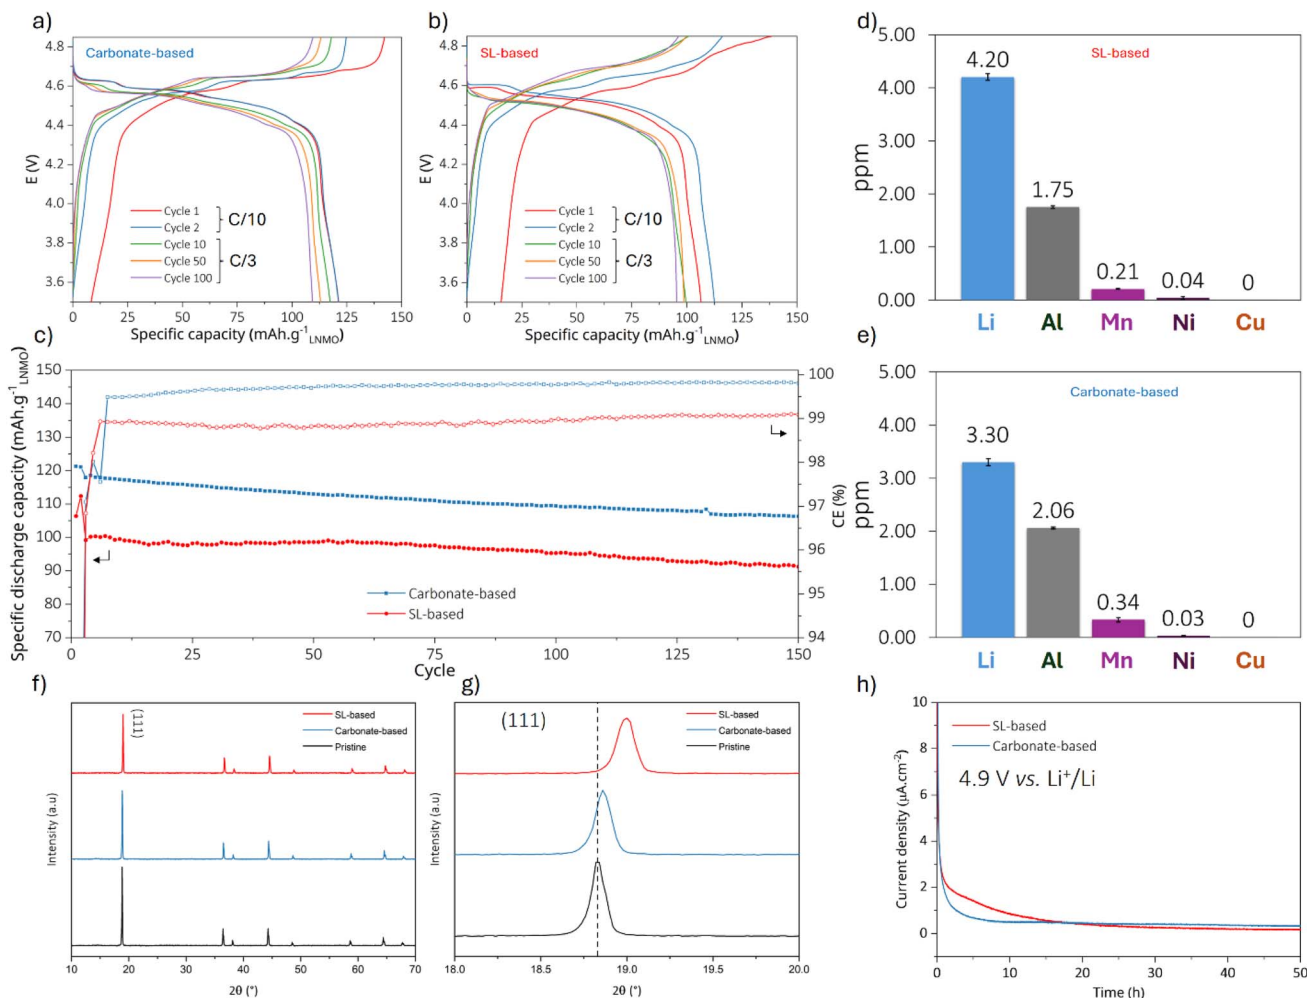 a)
Carbonate-based
4.8
4.6
4.4
4.2
4.0
3.8
3.6
E (V)
Cycle 1
Cycle 2
Cycle 10
Cycle 50
Cycle 100
C/10
C/3
0 25 50 75 100 125 150
Specific capacity (mAh.g⁻¹LNMO)
b)
SL-based
4.8
4.6
4.4
4.2
4.0
3.8
3.6
E (V)
Cycle 1
Cycle 2
Cycle 10
Cycle 50
Cycle 100
C/10
C/3
0 25 50 75 100 125 150
Specific capacity (mAh.g⁻¹LNMO)
d)
SL-based
5.00
4.00
3.00
2.00
1.00
0.00
ppm
4.20
1.75
0.21
0.04
0
Li Al Mn Ni Cu
c)
150
145
140
135
130
125
120
115
110
105
100
95
90
85
80
75
70
Specific discharge capacity (mAh.g⁻¹LNMO)
Carbonate-based
SL-based
100
99
98
97
96
95
94
CE (%)
0 25 50 75 100 125 150
Cycle
e)
Carbonate-based
5.00
4.00
3.00
2.00
1.00
0.00
ppm
3.30
2.06
0.34
0.03
0
Li Al Mn Ni Cu
f)
(111)
SL-based
Carbonate-based
Pristine
Intensity (a.u)
10 20 30 40 50 60 70
2θ (°)
g)
(111)
SL-based
Carbonate-based
Pristine
Intensity (a.u)
18.0 18.5 19.0 19.5 20.0
2θ (°)
h)
SL-based
Carbonate-based
4.9 V vs. Li⁺/Li
10
8
6
4
2
0
Current density (µA.cm⁻²)
0 10 20 30 40 50
Time (h)